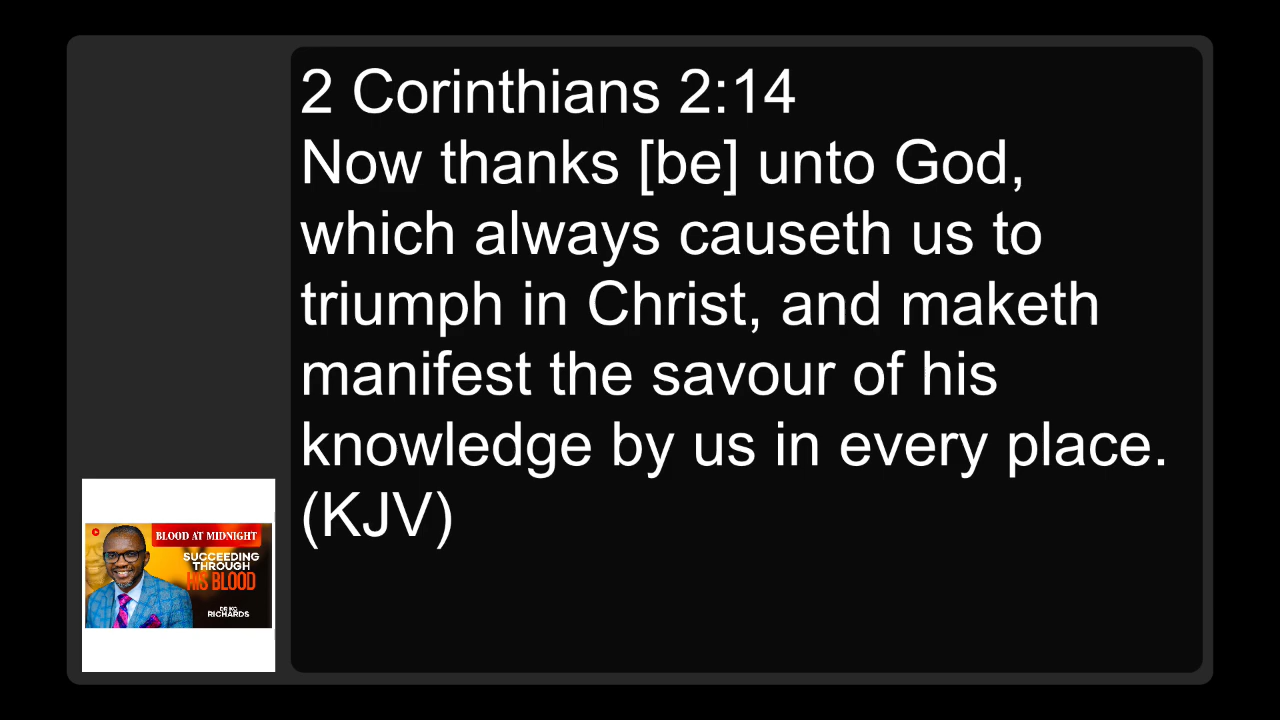 2 Corinthians 2:14
Now thanks [be] unto God,
which always causeth us to
triumph in Christ, and maketh
manifest the savour of his
knowledge by us in every place.
(KJV)
BLOOD AT MIDNIGHT
SUCCEEDING
THROUGH
HIS BLOOD
DR KG
RICHARDS